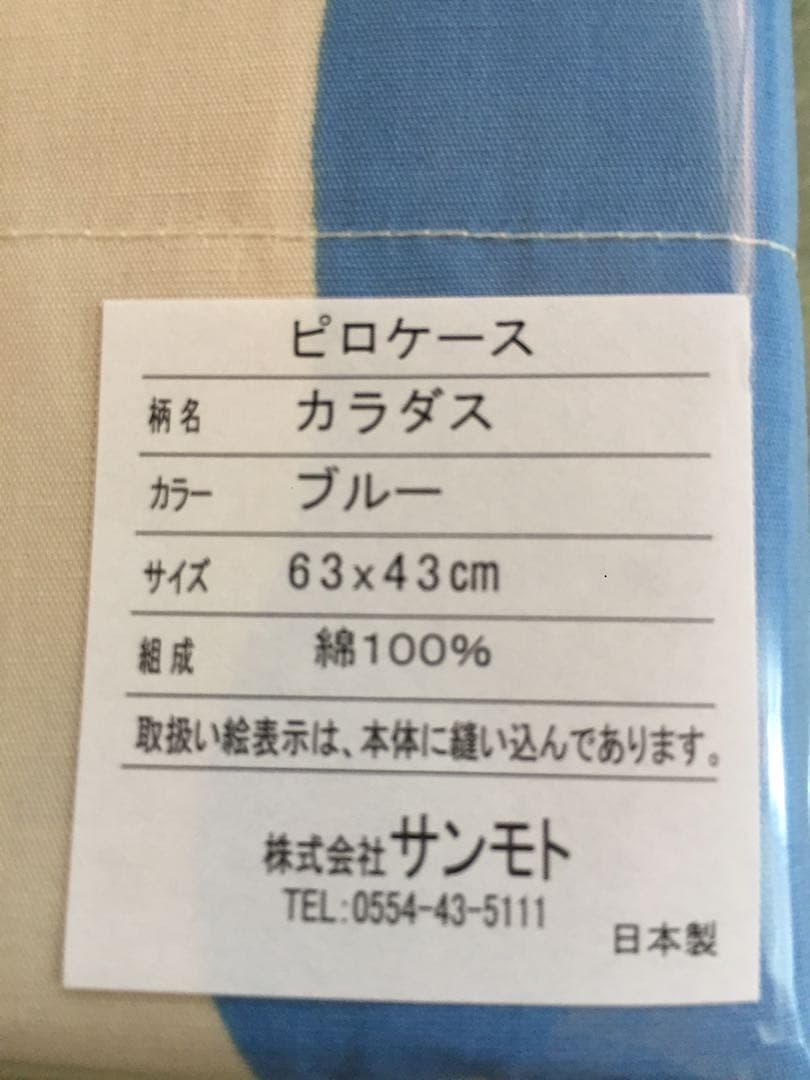 ピロケース
柄名 カラダス
カラー ブルー
サイズ 63x43cm
組成 綿100%
取扱い絵表示は、本体に縫い込んであります。
株式会社サンモト
TEL:0554-43-5111
日本製